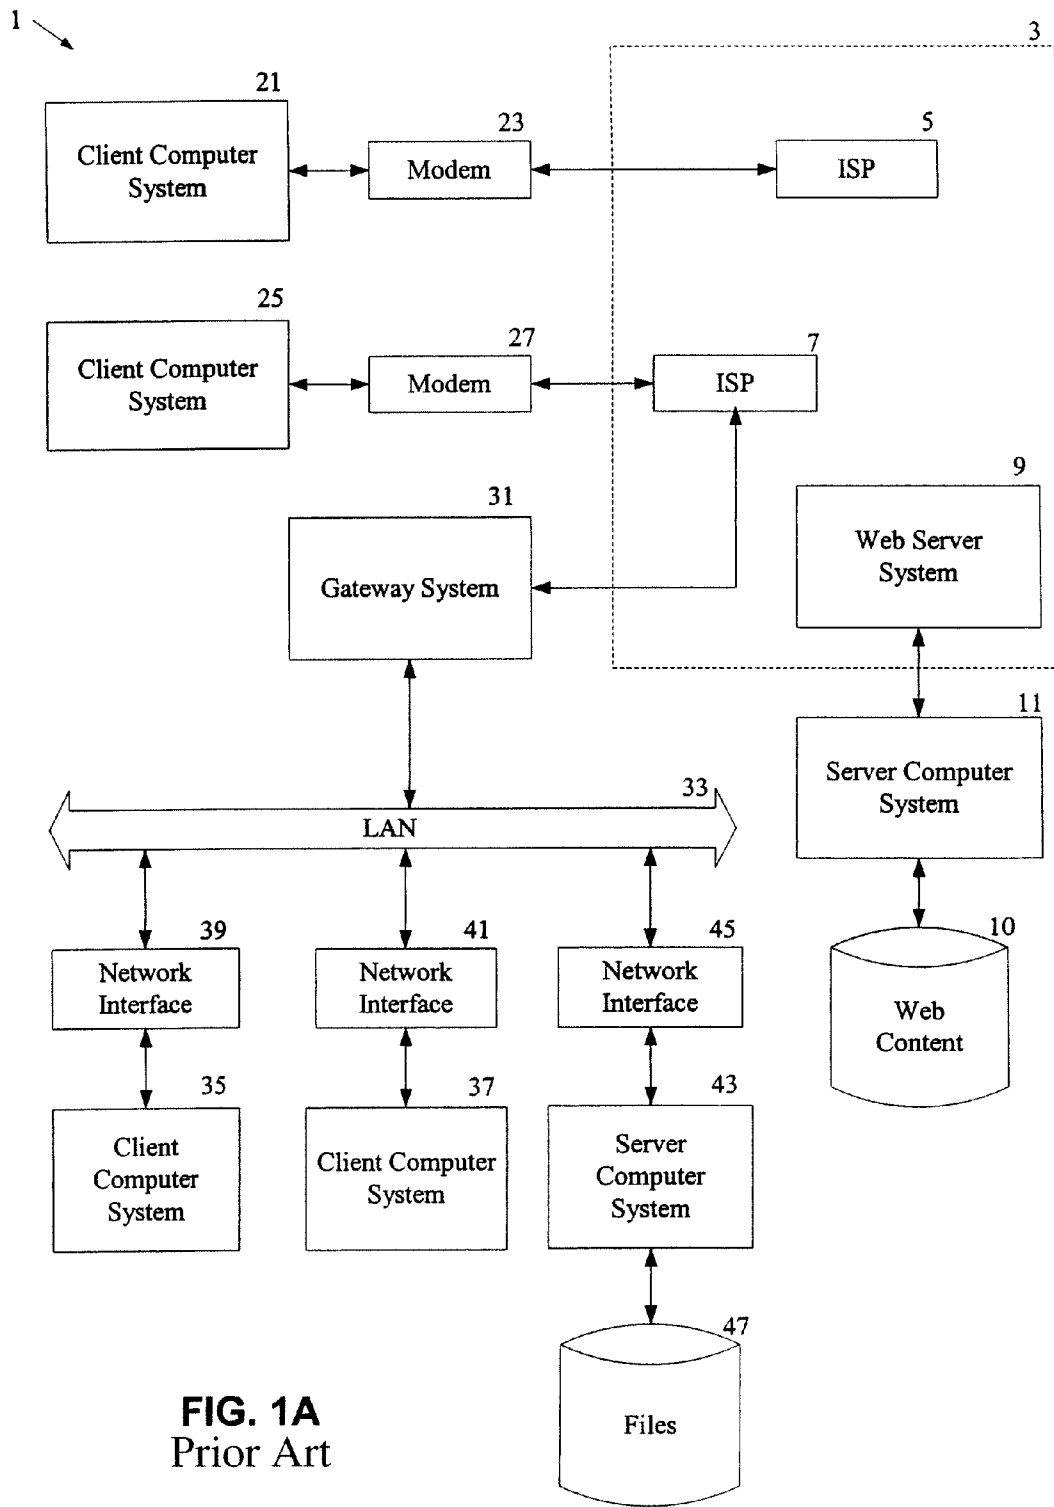 1
3
21
Client Computer
System
23
Modem
5
ISP
25
Client Computer
System
27
Modem
7
ISP
31
Gateway System
9
Web Server
System
11
Server Computer
System
33
LAN
10
Web
Content
39
Network
Interface
41
Network
Interface
45
Network
Interface
35
Client
Computer
System
37
Client Computer
System
43
Server
Computer
System
47
Files
FIG. 1A
Prior Art